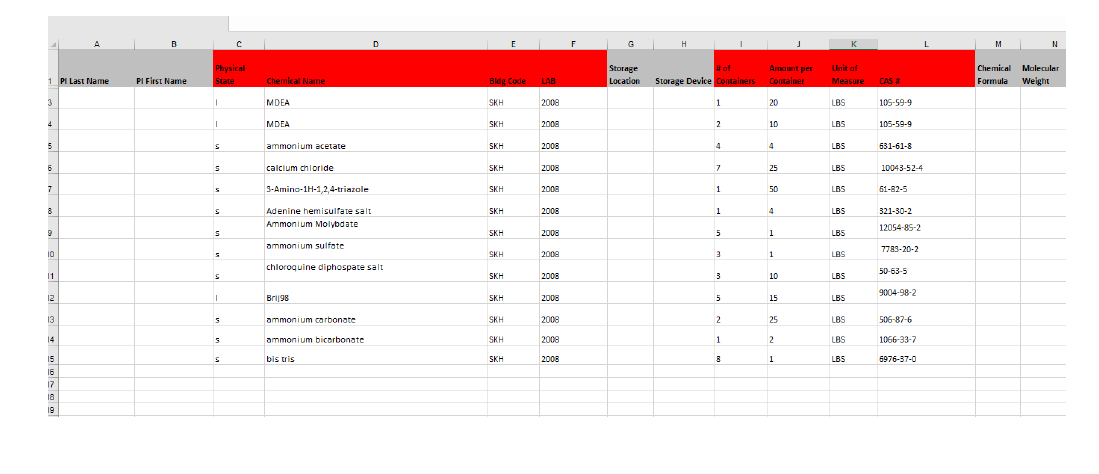 A B C D E F G H I J K L M N
1 PI Last Name PI First Name Physical State Chemical Name Bldg Code LAB Storage Location Storage Device # of Containers Amount per Container Unit of Measure CAS # Chemical Formula Molecular Weight
3 l MDEA SKH 2008 1 20 LBS 105-59-9
4 l MDEA SKH 2008 2 10 LBS 105-59-9
5 s ammonium acetate SKH 2008 4 4 LBS 631-61-8
6 s calcium chloride SKH 2008 7 25 LBS 10043-52-4
7 s 3-Amino-1H-1,2,4-triazole SKH 2008 1 50 LBS 61-82-5
8 s Adenine hemisulfate salt SKH 2008 1 4 LBS 321-30-2
9 s Ammonium Molybdate SKH 2008 5 1 LBS 12054-85-2
10 s ammonium sulfate SKH 2008 3 1 LBS 7783-20-2
11 s chloroquine diphospate salt SKH 2008 3 10 LBS 50-63-5
12 l Brij98 SKH 2008 5 15 LBS 9004-98-2
13 s ammonium carbonate SKH 2008 2 25 LBS 506-87-6
14 s ammonium bicarbonate SKH 2008 1 2 LBS 1066-33-7
15 s bis tris SKH 2008 8 1 LBS 6976-37-0
16
17
18
19